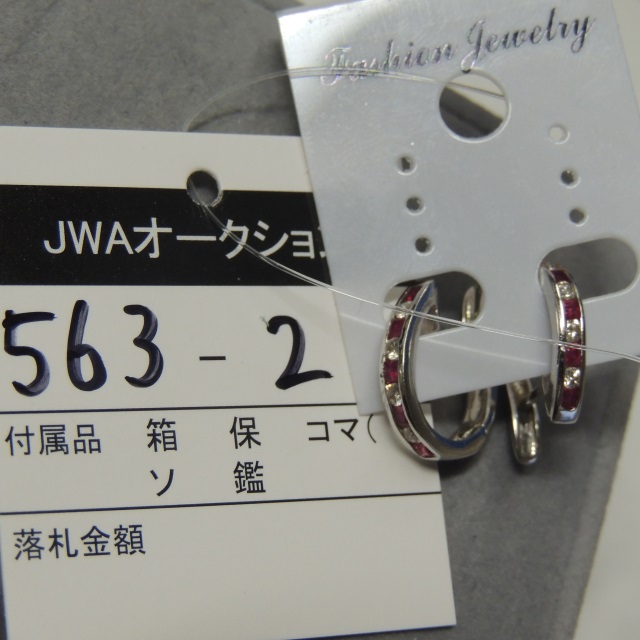 Fashion Jewelry
JWAオークショ
563-2
付属品 箱 保 コマ(
ソ 鑑
落札金額